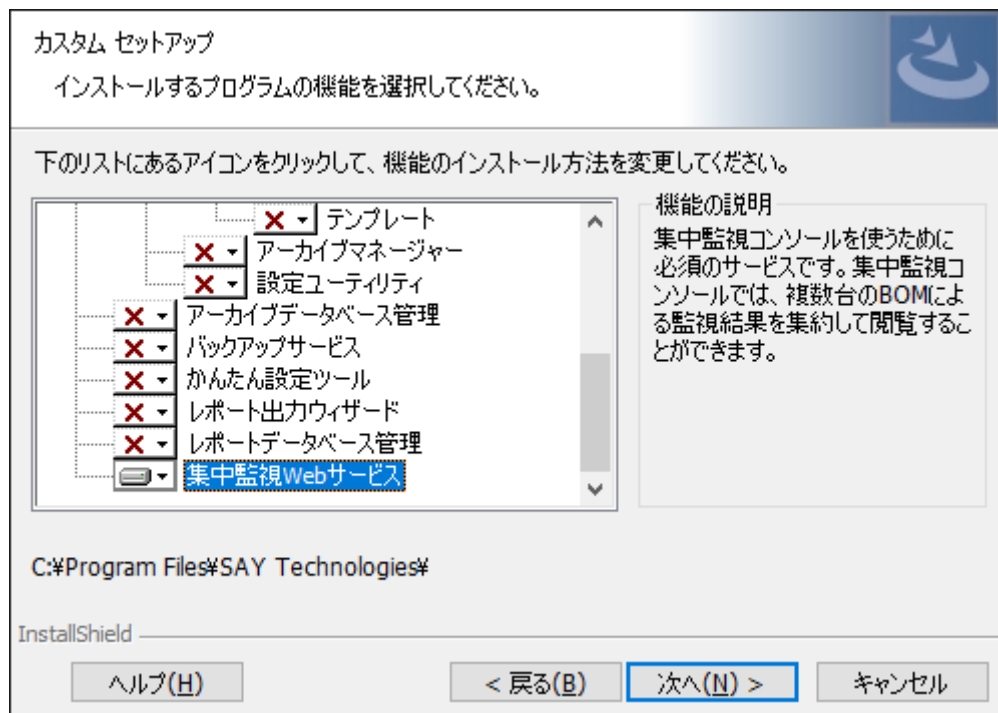 カスタム セットアップ
インストールするプログラムの機能を選択してください。
下のリストにあるアイコンをクリックして、機能のインストール方法を変更してください。
テンプレート
アーカイブマネージャー
設定ユーティリティ
アーカイブデータベース管理
バックアップサービス
かんたん設定ツール
レポート出力ウィザード
レポートデータベース管理
集中監視Webサービス
機能の説明
集中監視コンソールを使うために
必須のサービスです。集中監視コ
ンソールでは、複数台のBOMによ
る監視結果を集約して閲覧するこ
とができます。
C:¥Program Files¥SAY Technologies¥
InstallShield
ヘルプ(H)
< 戻る(B)
次へ(N) >
キャンセル